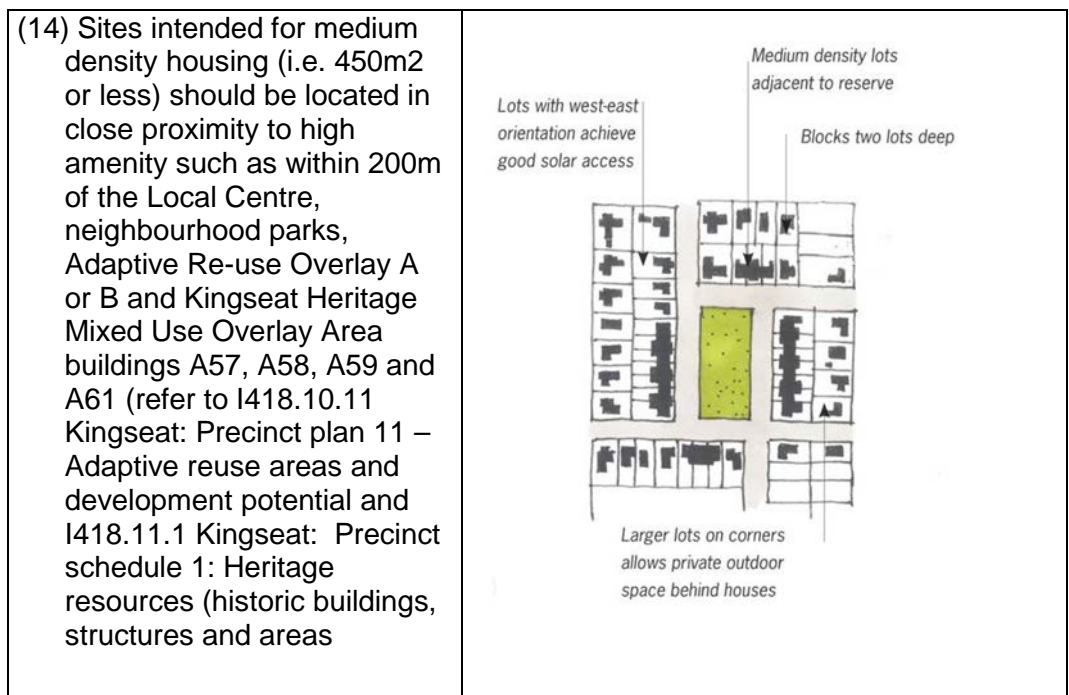 (14) Sites intended for medium
density housing (i.e. 450m2
or less) should be located in
close proximity to high
amenity such as within 200m
of the Local Centre,
neighbourhood parks,
Adaptive Re-use Overlay A
or B and Kingseat Heritage
Mixed Use Overlay Area
buildings A57, A58, A59 and
A61 (refer to I418.10.11
Kingseat: Precinct plan 11 –
Adaptive reuse areas and
development potential and
I418.11.1 Kingseat: Precinct
schedule 1: Heritage
resources (historic buildings,
structures and areas
Medium density lots
adjacent to reserve
Lots with west-east
orientation achieve
good solar access
Blocks two lots deep
Larger lots on corners
allows private outdoor
space behind houses